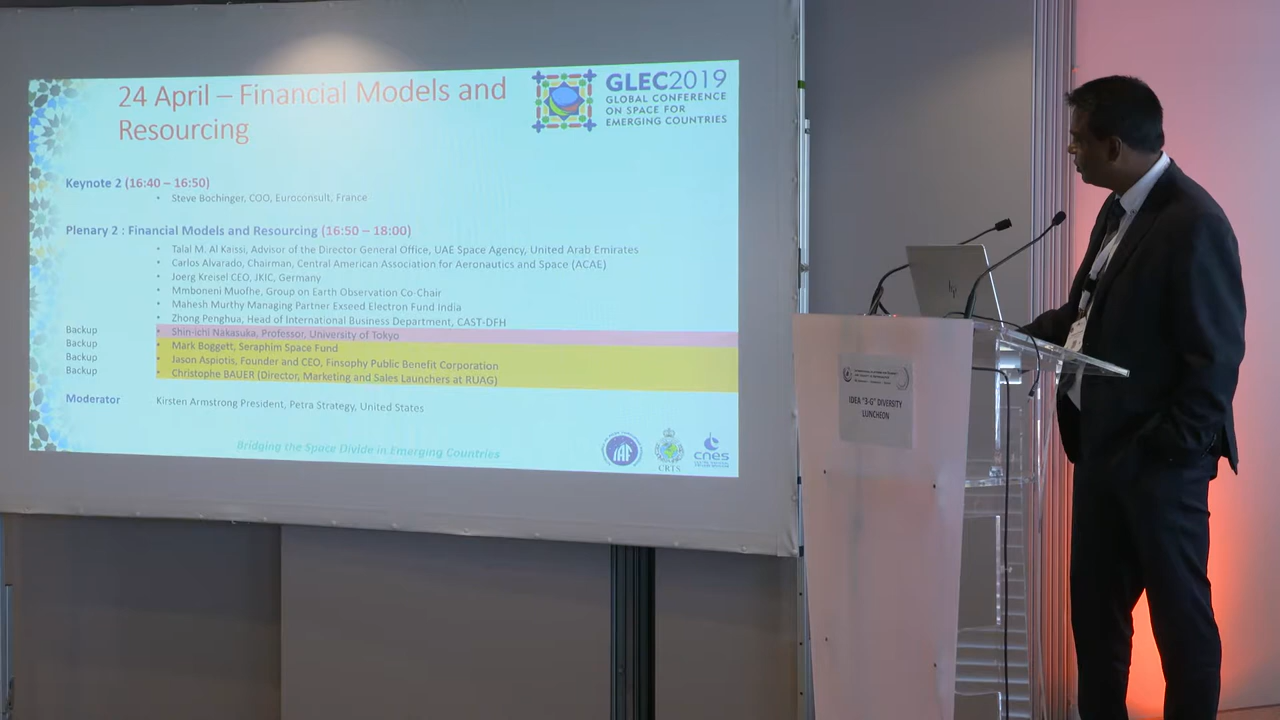 24 April – Financial Models and
Resourcing
GLEC2019
GLOBAL CONFERENCE
ON SPACE FOR
EMERGING COUNTRIES
Keynote 2 (16:40 – 16:50)
• Steve Bochinger, COO, Euroconsult, France
Plenary 2 : Financial Models and Resourcing (16:50 – 18:00)
• Talal M. Al Kaissi, Advisor of the Director General Office, UAE Space Agency, United Arab Emirates
• Carlos Alvarado, Chairman, Central American Association for Aeronautics and Space (ACAE)
• Joerg Kreisel CEO, JKIC, Germany
• Mmboneni Muofhe, Group on Earth Observation Co-Chair
• Mahesh Murthy Managing Partner Exceed Electron Fund India
• Zhong Penghua, Head of International Business Department, CAST-DFH
Backup • Shin-Ichi Nakasuka, Professor, University of Tokyo
Backup • Mark Boggett, Seraphim Space Fund
Backup • Jason Aspiotis, Founder and CEO, Finsophy Public Benefit Corporation
Backup • Christophe BAUER (Director, Marketing and Sales Launchers at RUAG)
Moderator Kirsten Armstrong President, Petra Strategy, United States
Bridging the Space Divide in Emerging Countries
IAF
CRTS
cnes
hp
IDEA "3-G" DIVERSITY
LUNCHEON